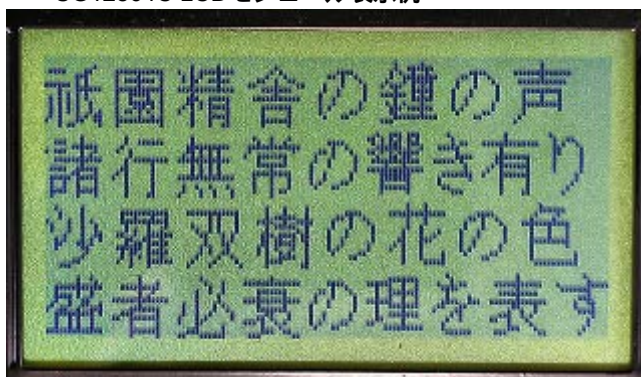 祇園精舎の鐘の声
諸行無常の響き有り
沙羅双樹の花の色
盛者必衰の理を表す